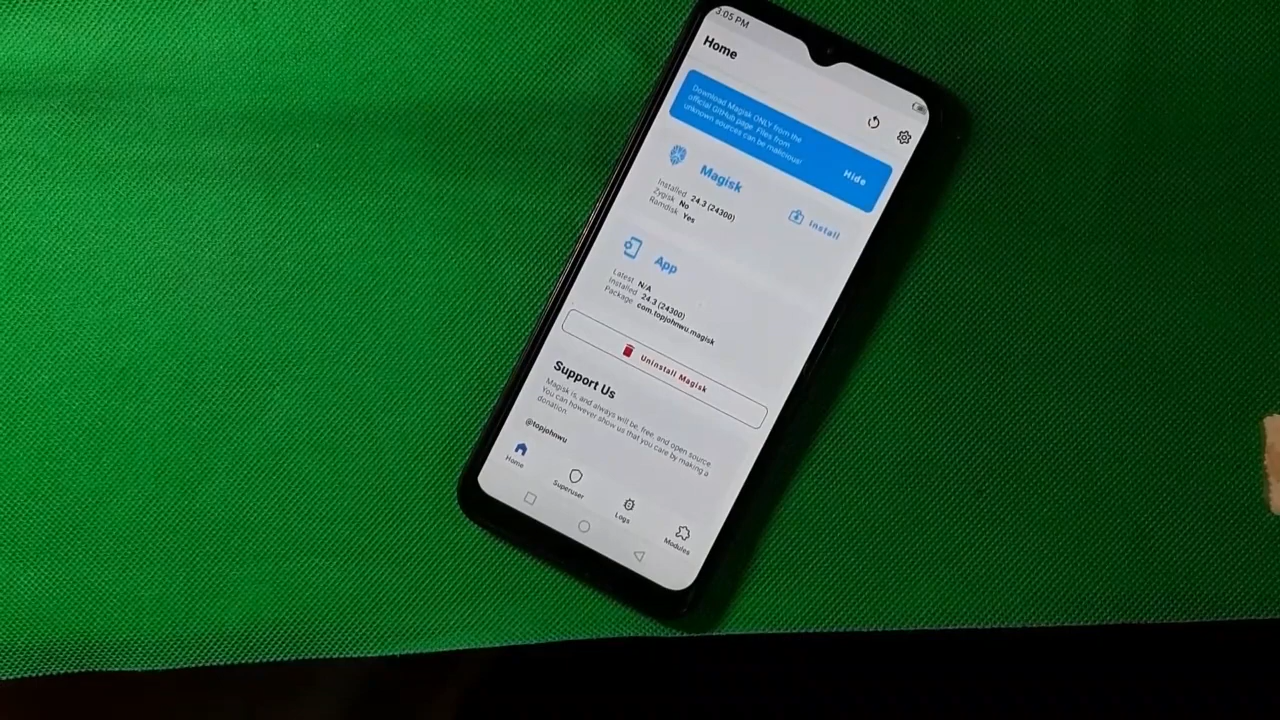 3:05 PM
Home
Download Magisk ONLY from the
official GitHub page. Files from
unknown sources can be malicious!
Hide
Magisk
Install
Installed 24.3 (24300)
Zygisk No
Ramdisk Yes
App
Latest N/A
Installed 24.3 (24300)
Package com.topjohnwu.magisk
Uninstall Magisk
Support Us
Magisk is, and always will be, free, and open source.
You can however show us that you care by making a
donation.
@topjohnwu
Home
Superuser
Logs
Modules